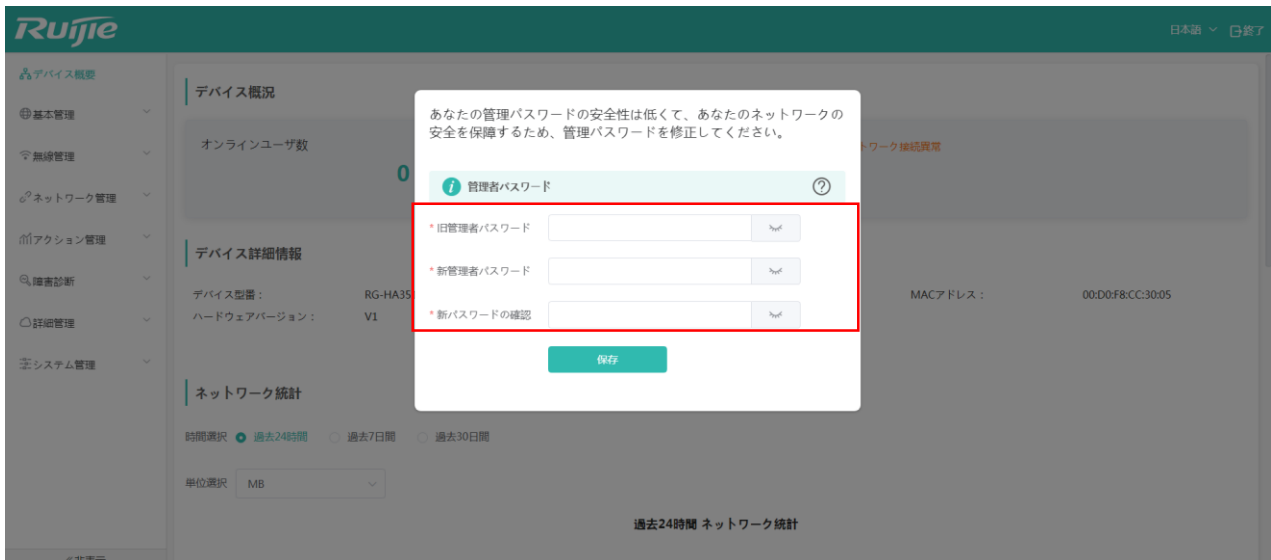 Ruijie
日本語
終了
デバイス概要
基本管理
無線管理
ネットワーク管理
アクション管理
障害診断
詳細管理
システム管理
デバイス概況
オンラインユーザ数
0
トワーク接続異常
あなたの管理パスワードの安全性は低くて、あなたのネットワークの
安全を保障するため、管理パスワードを修正してください。
管理者パスワード
* 旧管理者パスワード
* 新管理者パスワード
* 新パスワードの確認
保存
デバイス詳細情報
デバイス型番： RG-HA35
MACアドレス： 00:D0:F8:CC:30:05
ハードウェアバージョン： V1
ネットワーク統計
時間選択 過去24時間 過去7日間 過去30日間
単位選択 MB
過去24時間 ネットワーク統計